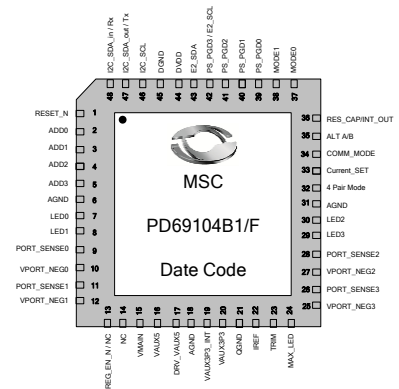 I2C_SDA_in / Rx
I2C_SDA_out / Tx
I2C_SCL
DGND
DVDD
E2_SDA
PS_PGD3 / E2_SCL
PS_PGD2
PS_PGD1
PS_PGD0
MODE1
MODE0
48 47 46 45 44 43 42 41 40 39 38 37
RESET_N 1
ADD0 2
ADD1 3
ADD2 4
ADD3 5
AGND 6
LED0 7
LED1 8
PORT_SENSE0 9
VPORT_NEG0 10
PORT_SENSE1 11
VPORT_NEG1 12
MSC
PD69104B1/F
Date Code
36 RES_CAP/INT_OUT
35 ALT A/B
34 COMM_MODE
33 Current_SET
32 4 Pair Mode
31 AGND
30 LED2
29 LED3
28 PORT_SENSE2
27 VPORT_NEG2
26 PORT_SENSE3
25 VPORT_NEG3
13 14 15 16 17 18 19 20 21 22 23 24
REG_EN_N / NC
NC
VMAIN
VAUX5
DRV_VAUX5
AGND
VAUX3P3_INT
VAUX3P3
QGND
IREF
TRIM
MAX_LED